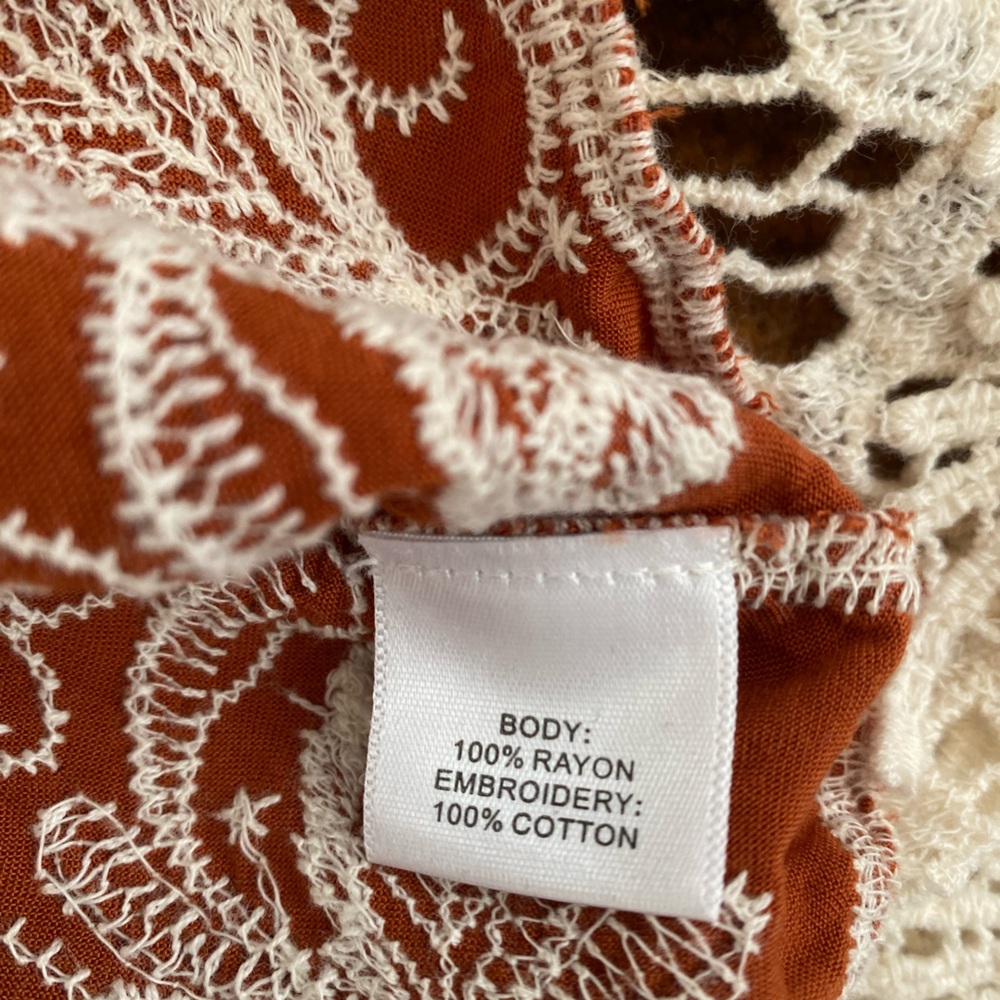 BODY:
100% RAYON
EMBROIDERY:
100% COTTON